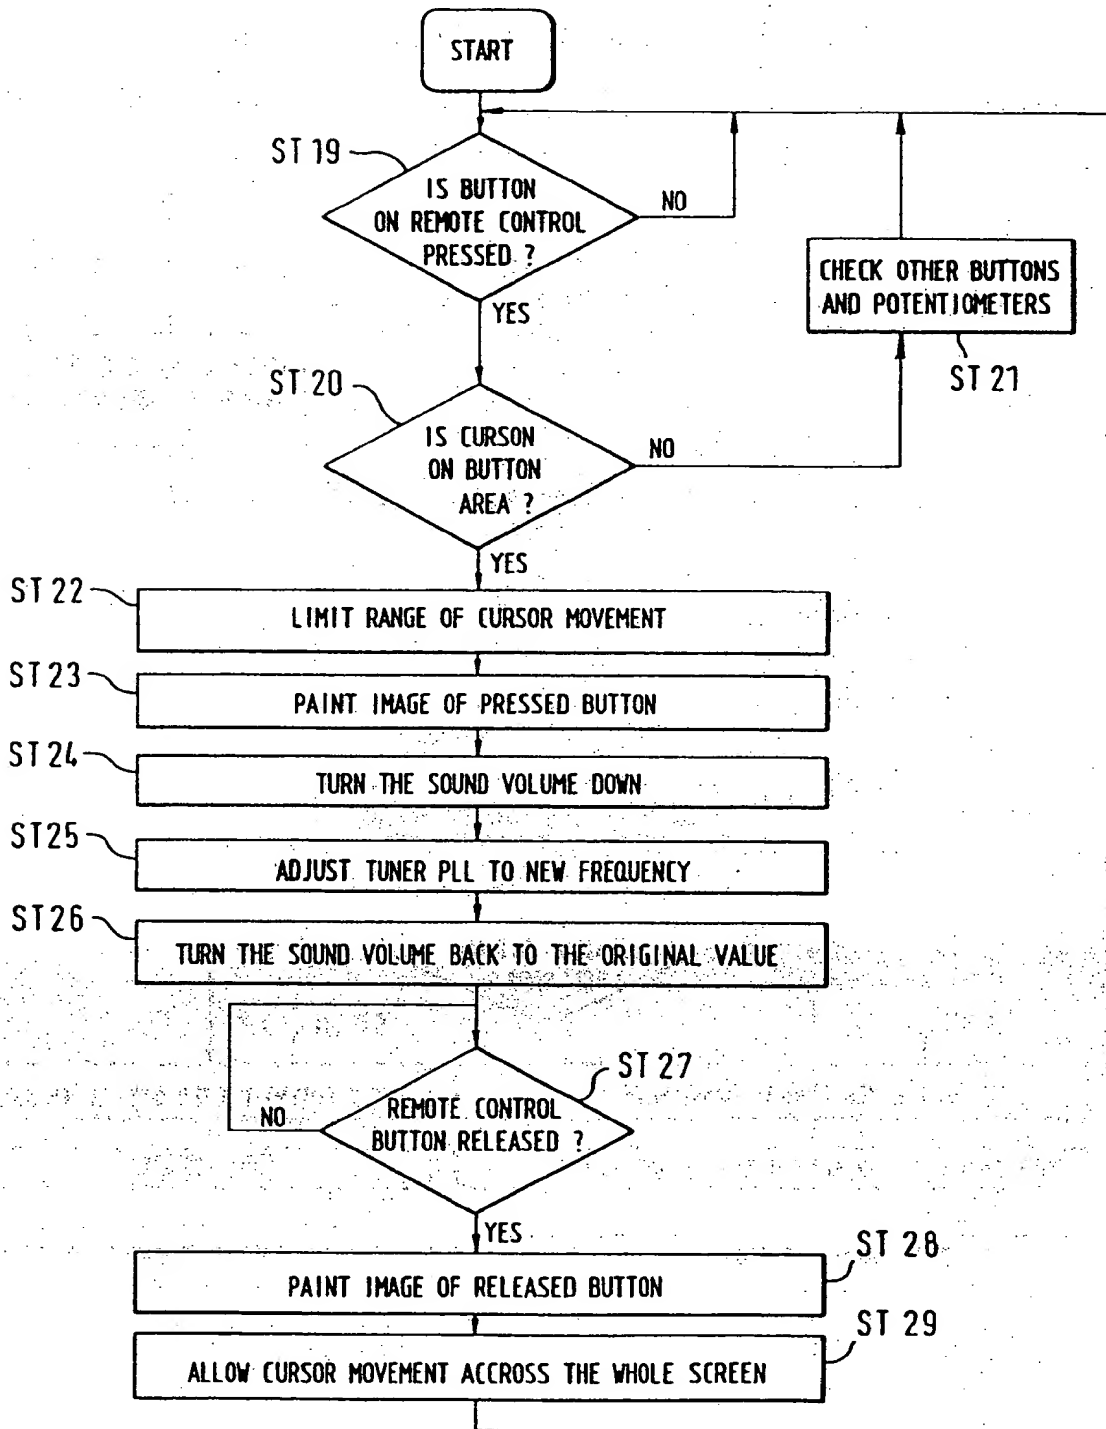 START
ST 19
IS BUTTON
ON REMOTE CONTROL
PRESSED ?
NO
YES
CHECK OTHER BUTTONS
AND POTENTIOMETERS
ST 21
ST 20
IS CURSON
ON BUTTON
AREA ?
NO
YES
ST 22
LIMIT RANGE OF CURSOR MOVEMENT
ST 23
PAINT IMAGE OF PRESSED BUTTON
ST 24
TURN THE SOUND VOLUME DOWN
ST25
ADJUST TUNER PLL TO NEW FREQUENCY
ST 26
TURN THE SOUND VOLUME BACK TO THE ORIGINAL VALUE
ST 27
REMOTE CONTROL
BUTTON RELEASED ?
NO
YES
ST 28
PAINT IMAGE OF RELEASED BUTTON
ST 29
ALLOW CURSOR MOVEMENT ACCROSS THE WHOLE SCREEN